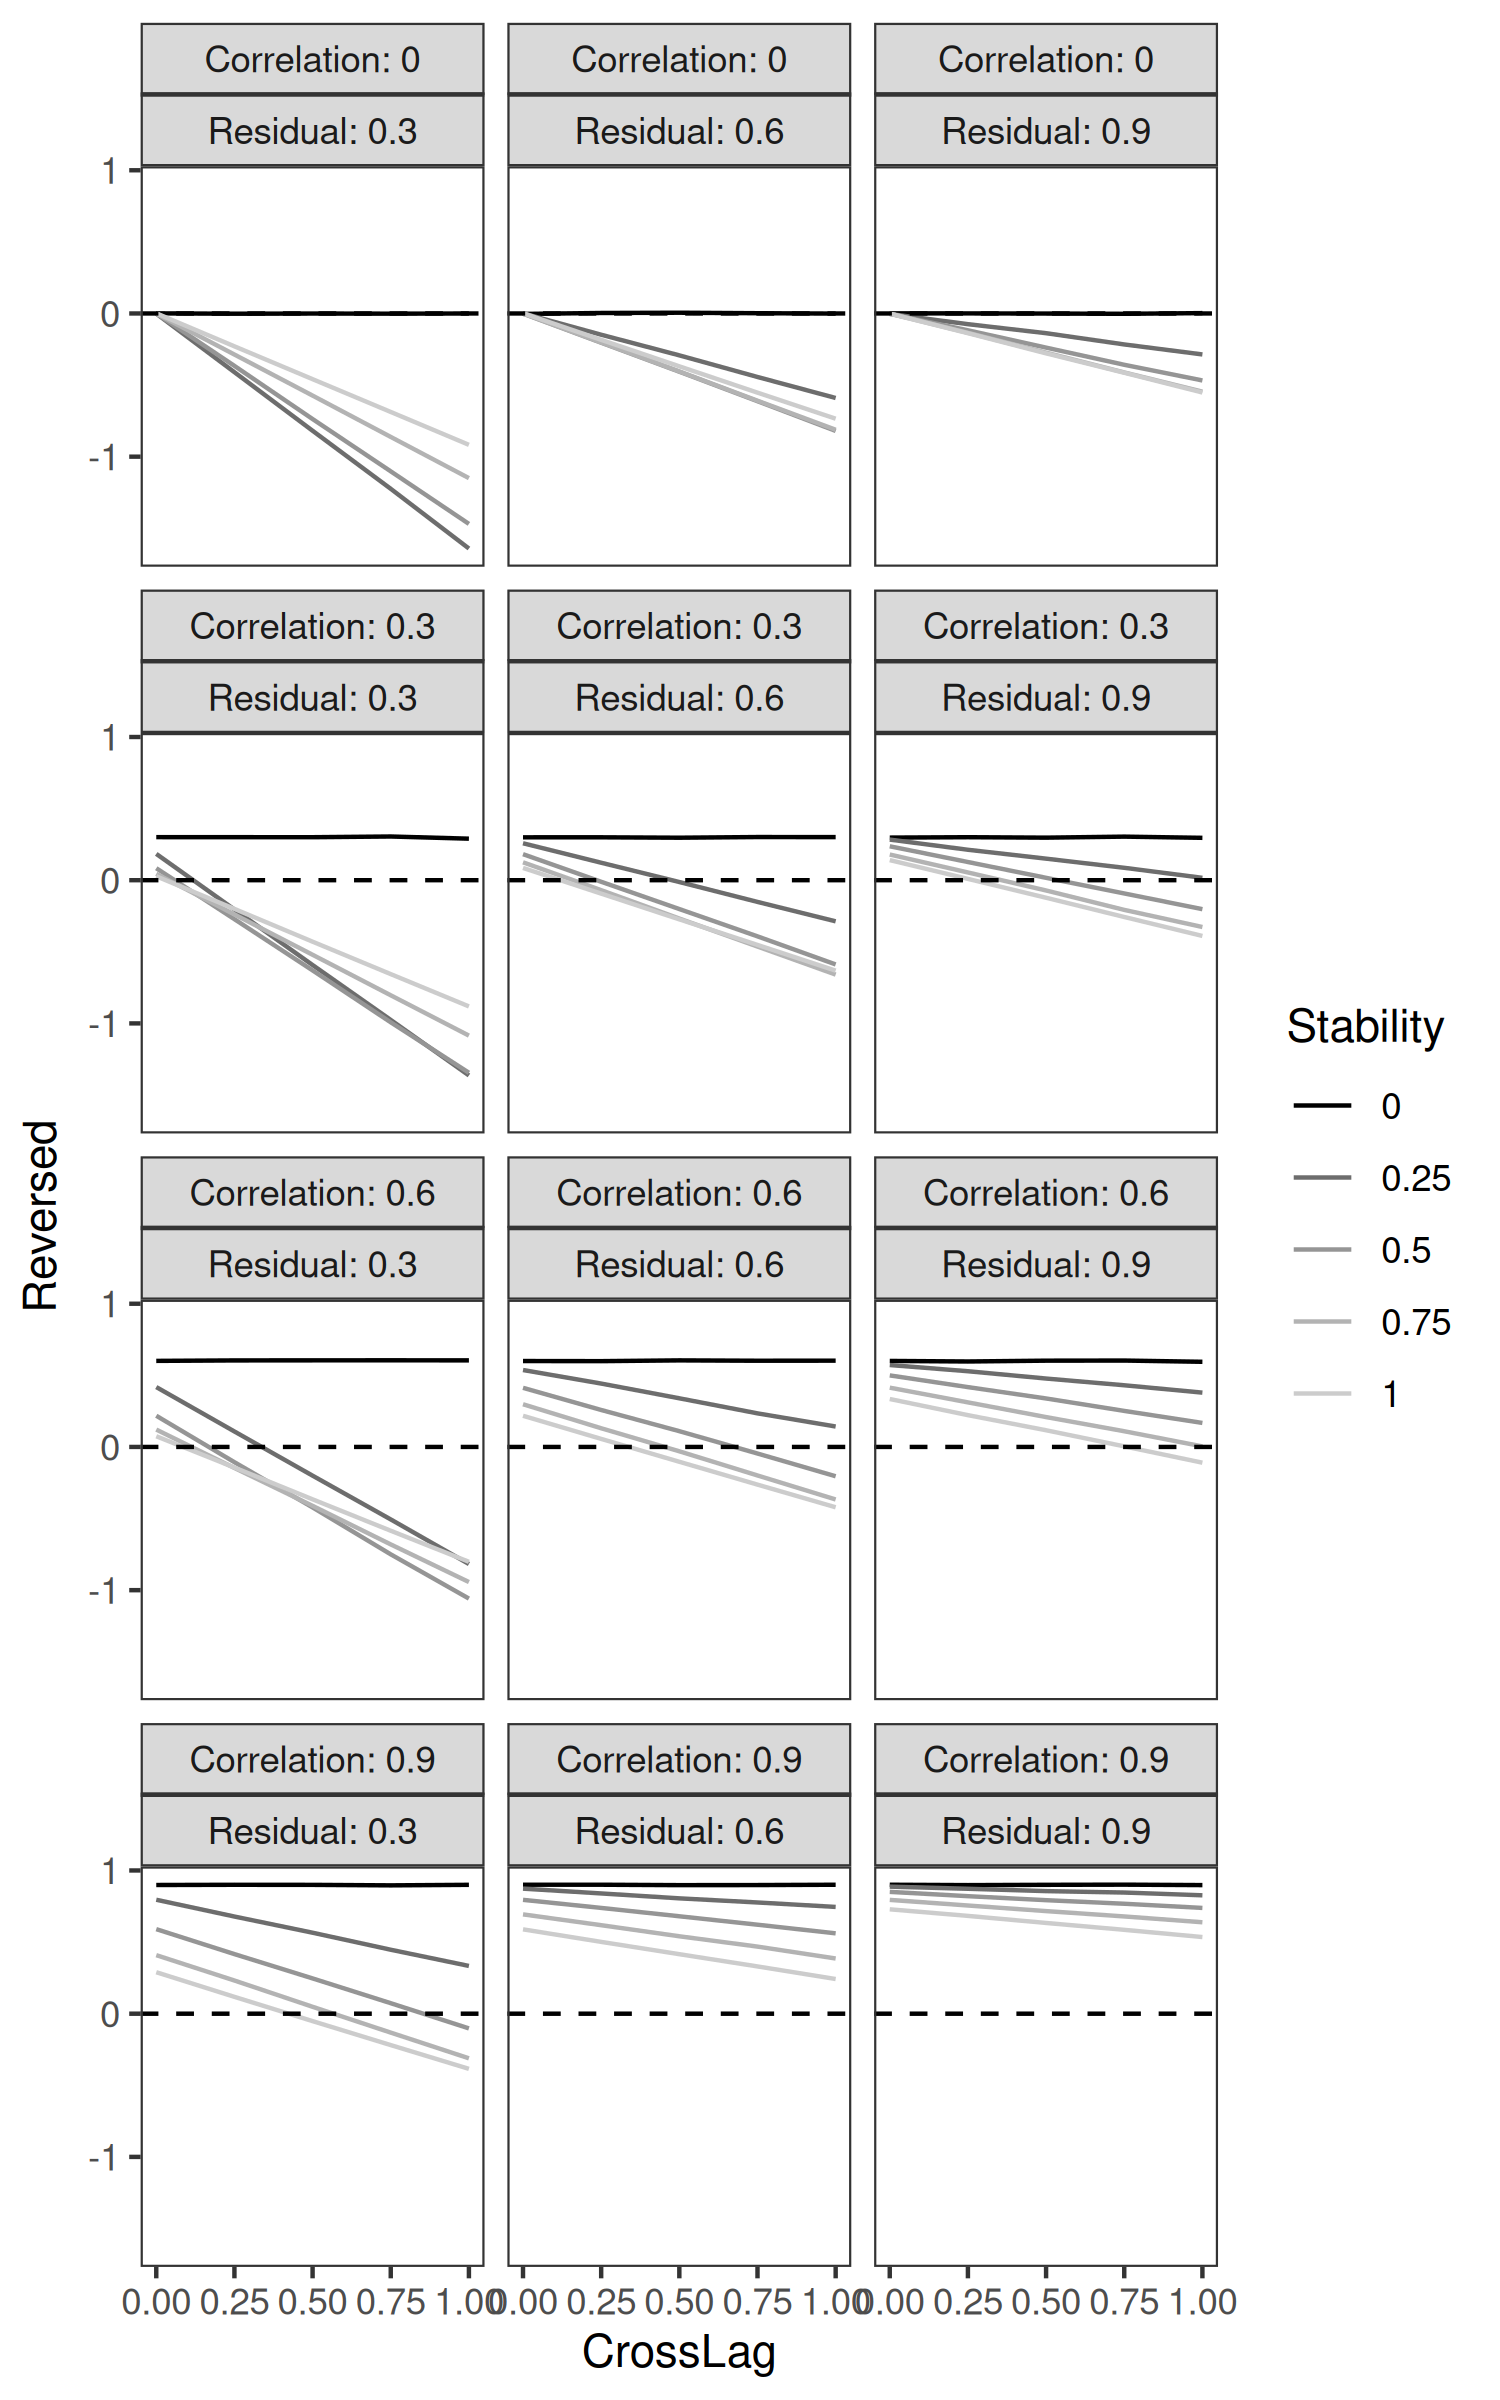 Correlation: 0 Correlation: 0 Correlation: 0
Residual: 0.3 Residual: 0.6 Residual: 0.9
1
0
-1
Correlation: 0.3 Correlation: 0.3 Correlation: 0.3
Residual: 0.3 Residual: 0.6 Residual: 0.9
1
0
-1
Correlation: 0.6 Correlation: 0.6 Correlation: 0.6
Residual: 0.3 Residual: 0.6 Residual: 0.9
1
0
-1
Correlation: 0.9 Correlation: 0.9 Correlation: 0.9
Residual: 0.3 Residual: 0.6 Residual: 0.9
1
0
-1
0.00 0.25 0.50 0.75 1.00 0.00 0.25 0.50 0.75 1.00 0.00 0.25 0.50 0.75 1.00
CrossLag
Reversed
Stability
0
0.25
0.5
0.75
1